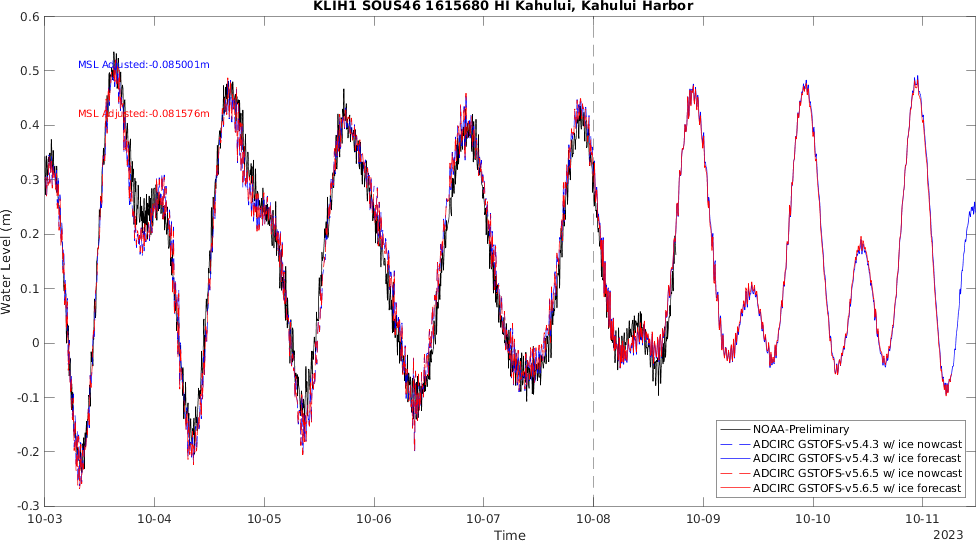 KLIH1 SOUS46 1615680 HI Kahului, Kahului Harbor
0.6
0.5
0.4
0.3
0.2
0.1
0
-0.1
-0.2
-0.3
Water Level (m)
MSL Adjusted:-0.085001m
MSL Adjusted:-0.081576m
NOAA-Preliminary
ADCIRC GSTOFS-v5.4.3 w/ ice nowcast
ADCIRC GSTOFS-v5.4.3 w/ ice forecast
ADCIRC GSTOFS-v5.6.5 w/ ice nowcast
ADCIRC GSTOFS-v5.6.5 w/ ice forecast
10-03 10-04 10-05 10-06 10-07 10-08 10-09 10-10 10-11
Time
2023